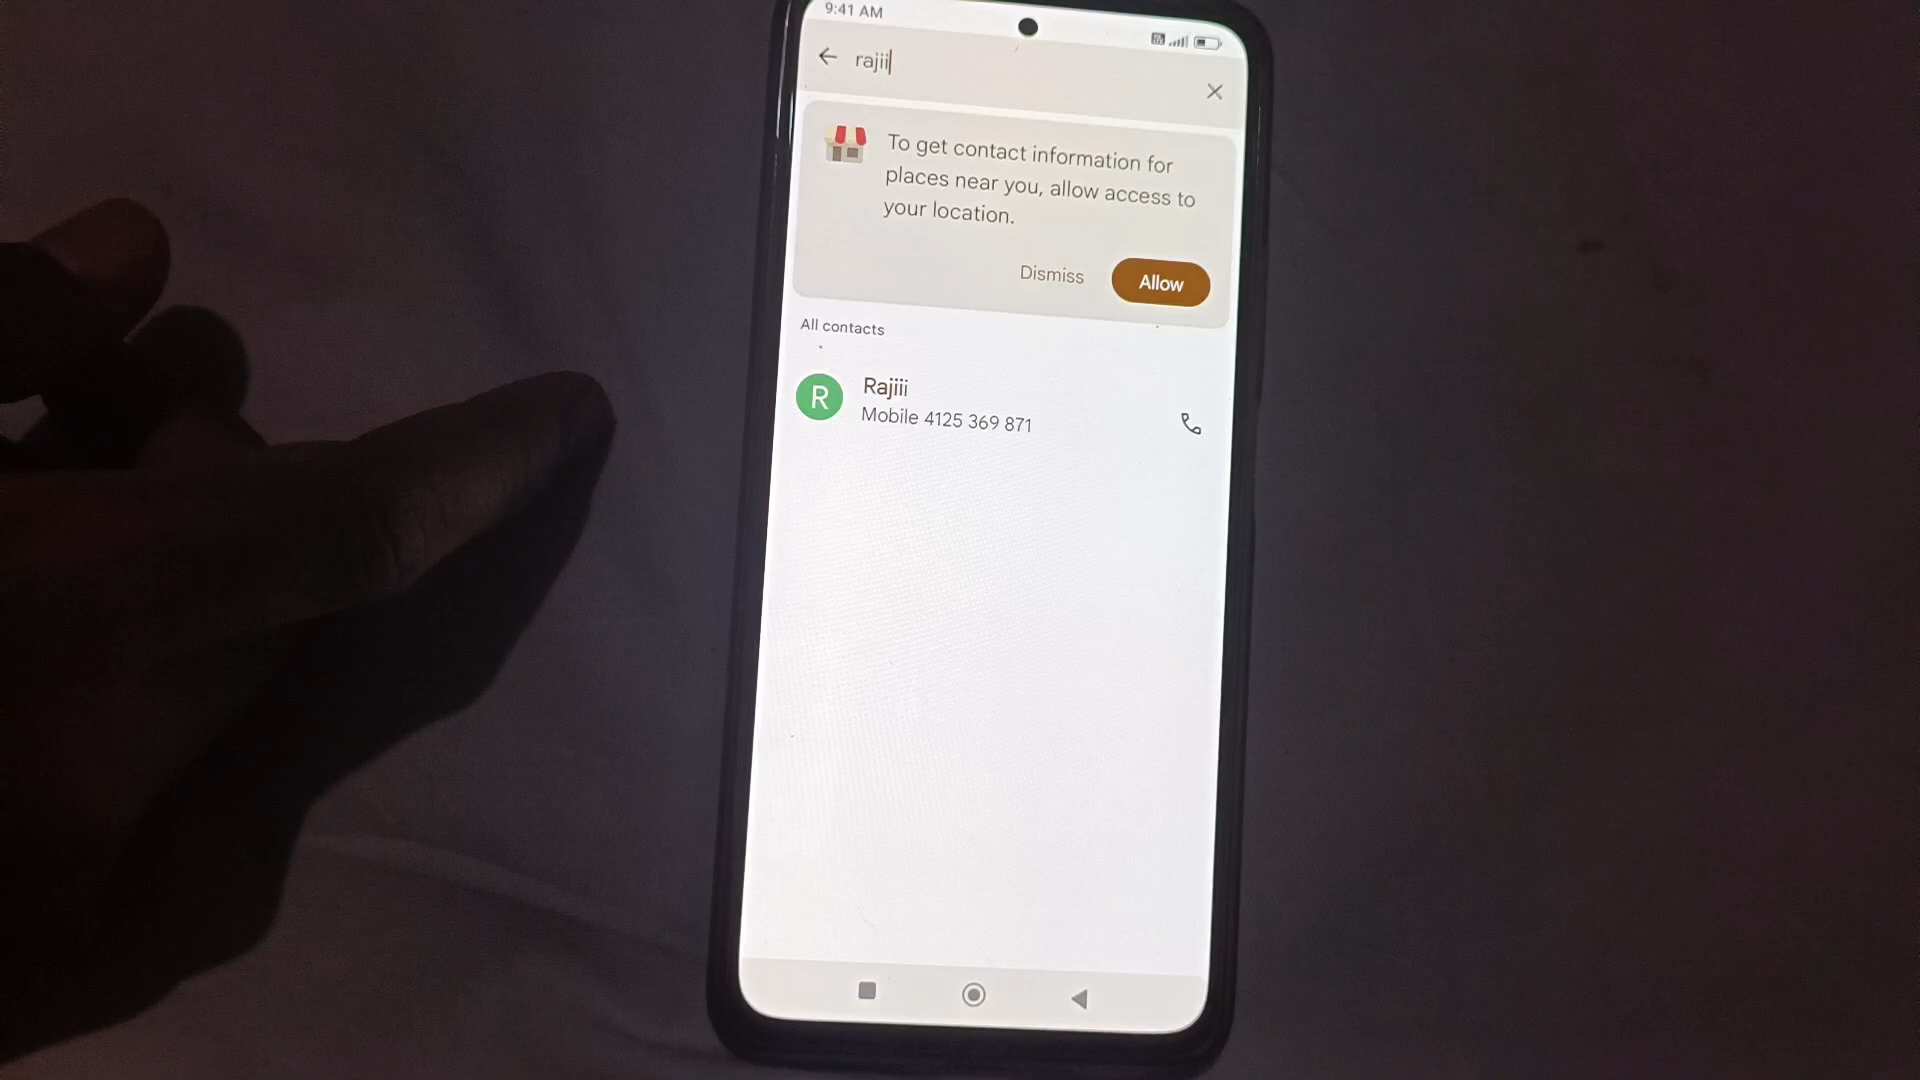 9:41 AM
rajii
To get contact information for
places near you, allow access to
your location.
Dismiss
Allow
All contacts
R
Rajiii
Mobile 4125 369 871